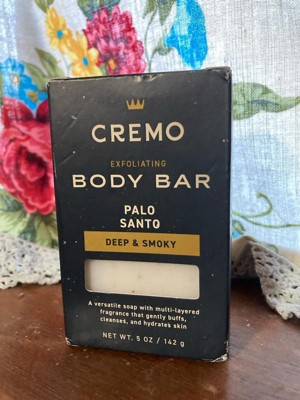 CREMO
EXFOLIATING
BODY BAR
PALO
SANTO
DEEP & SMOKY
A versatile soap with multi-layered
fragrance that gently buffs,
cleanses, and hydrates skin
NET WT. 5 OZ / 142 g